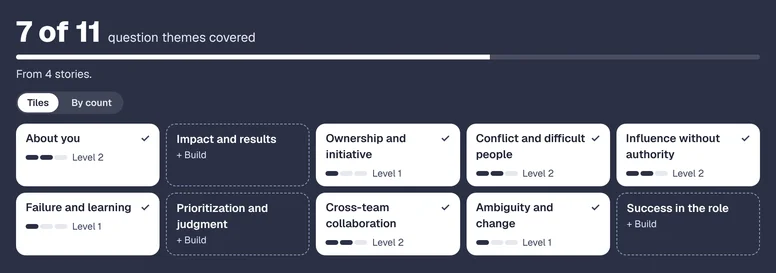 7 of 11 question themes covered
From 4 stories.
Tiles
By count
About you
Level 2
Impact and results
+ Build
Ownership and
initiative
Level 1
Conflict and difficult
people
Level 2
Influence without
authority
Level 2
Failure and learning
Level 1
Prioritization and
judgment
+ Build
Cross-team
collaboration
Level 2
Ambiguity and
change
Level 1
Success in the role
+ Build